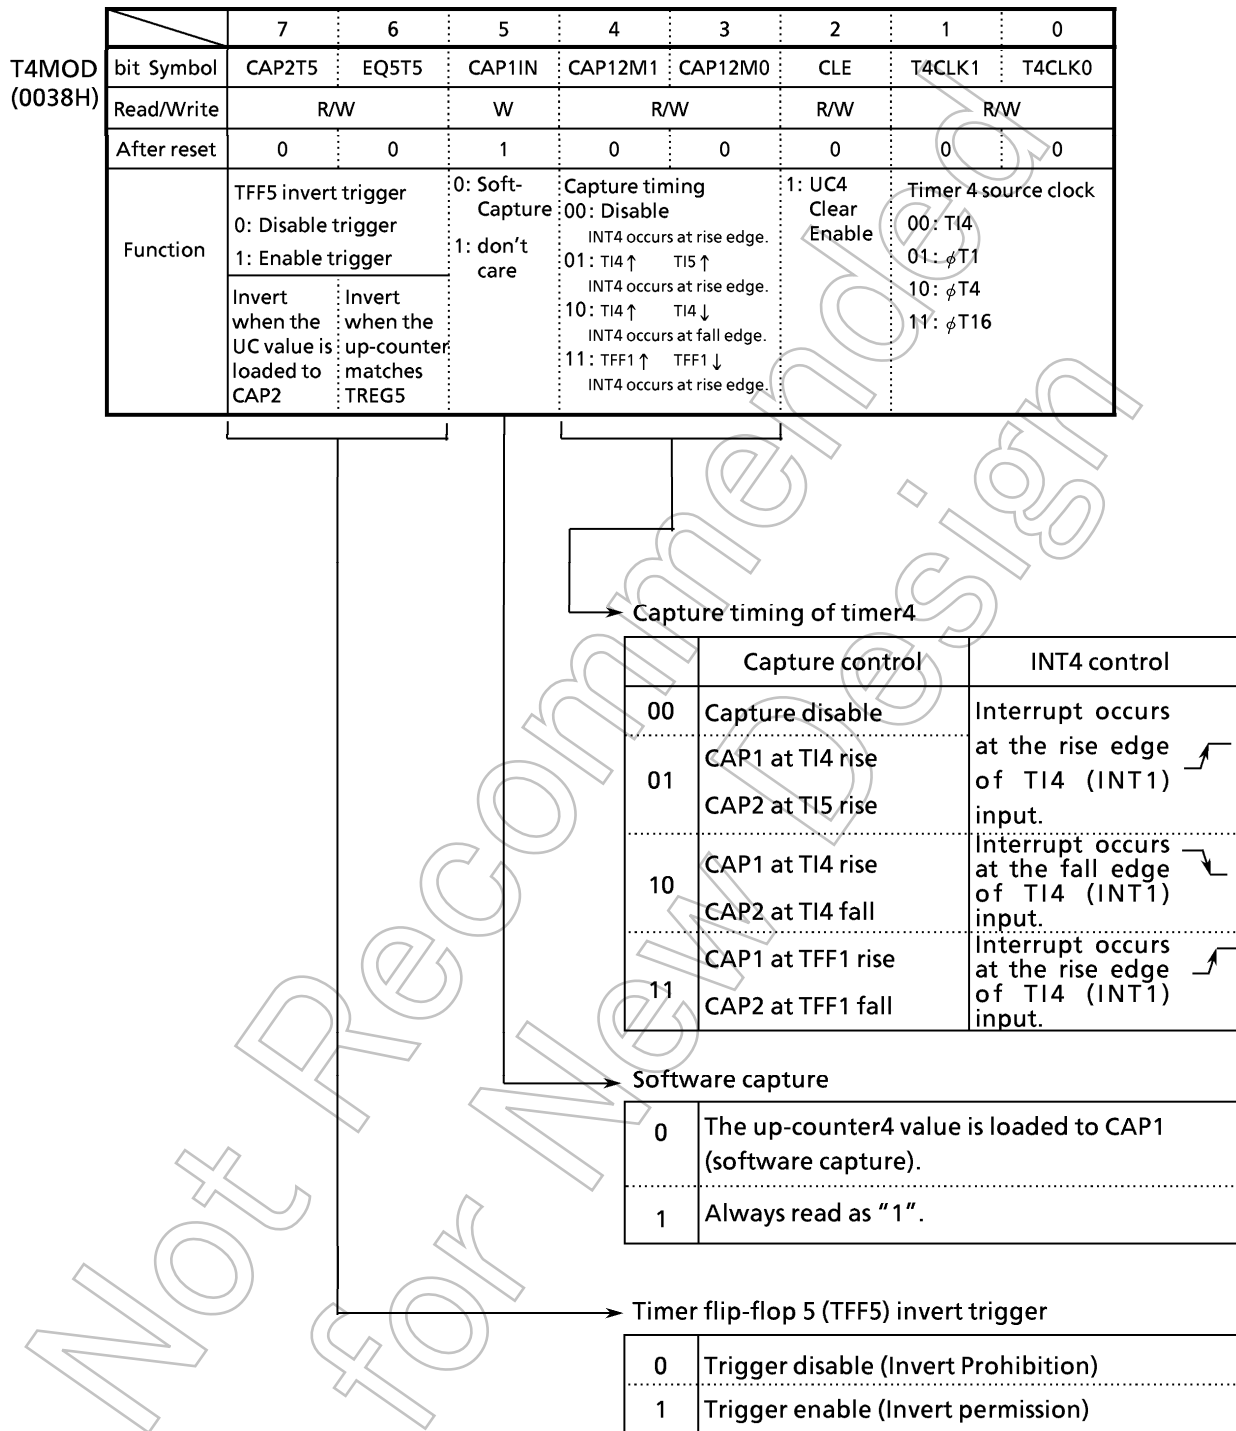 7 6 5 4 3 2 1 0
T4MOD
(0038H)
bit Symbol CAP2T5 EQ5T5 CAP1IN CAP12M1 CAP12M0 CLE T4CLK1 T4CLK0
Read/Write R/W W R/W R/W R/W
After reset 0 0 1 0 0 0 0 0
Function
TFF5 invert trigger
0: Disable trigger
1: Enable trigger
Invert
when the
UC value is
loaded to
CAP2
Invert
when the
up-counter
matches
TREG5
0: Soft-
Capture
1: don't
care
Capture timing
00: Disable
INT4 occurs at rise edge.
01: TI4↑ TI5↑
INT4 occurs at rise edge.
10: TI4↑ TI4↓
INT4 occurs at fall edge.
11: TFF1↑ TFF1↓
INT4 occurs at rise edge.
1: UC4
Clear
Enable
Timer 4 source clock
00: TI4
01: ϕT1
10: ϕT4
11: ϕT16
Capture timing of timer4
Capture control INT4 control
00 Capture disable
01
CAP1 at TI4 rise
CAP2 at TI5 rise
Interrupt occurs
at the rise edge
of TI4 (INT1)
input.
10
CAP1 at TI4 rise
CAP2 at TI4 fall
Interrupt occurs
at the fall edge
of TI4 (INT1)
input.
11
CAP1 at TFF1 rise
CAP2 at TFF1 fall
Interrupt occurs
at the rise edge
of TI4 (INT1)
input.
Software capture
0 The up-counter4 value is loaded to CAP1
(software capture).
1 Always read as "1".
Timer flip-flop 5 (TFF5) invert trigger
0 Trigger disable (Invert Prohibition)
1 Trigger enable (Invert permission)
Not Recommended
for New Design